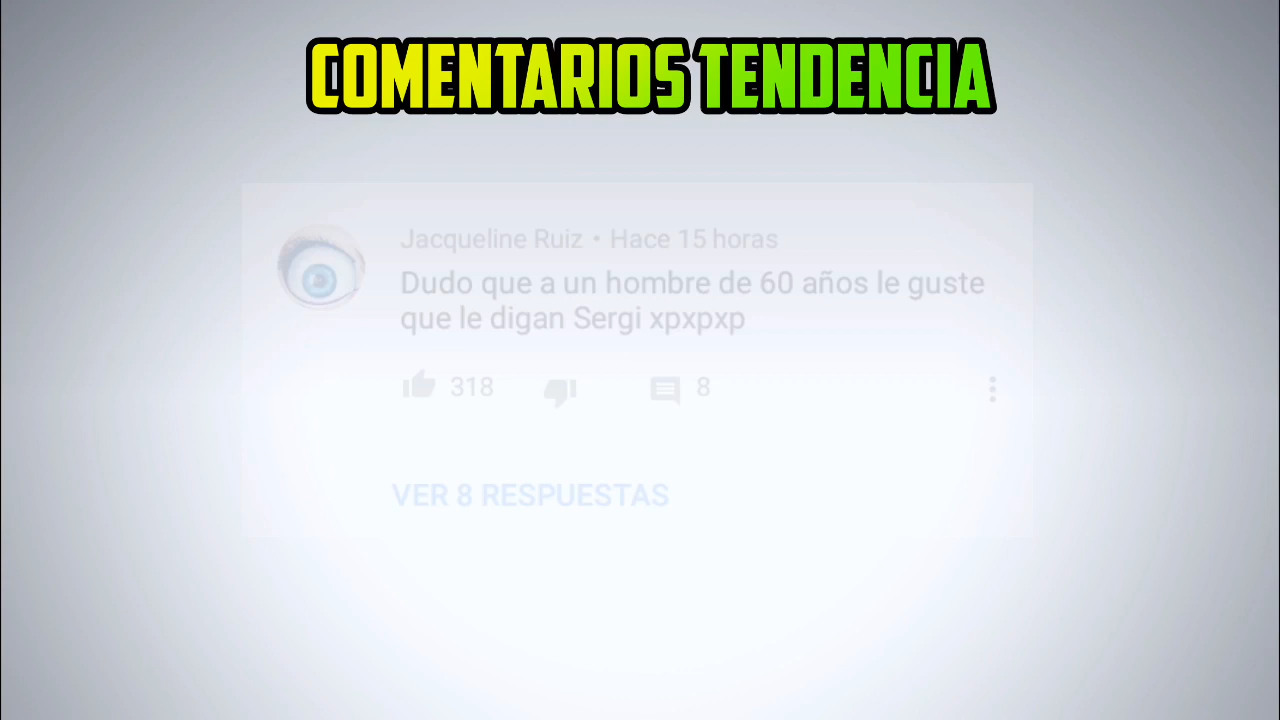 COMENTARIOS TENDENCIA
Jacqueline Ruiz • Hace 15 horas
Dudo que a un hombre de 60 años le guste
que le digan Sergi xpxpxp
318 8
VER 8 RESPUESTAS